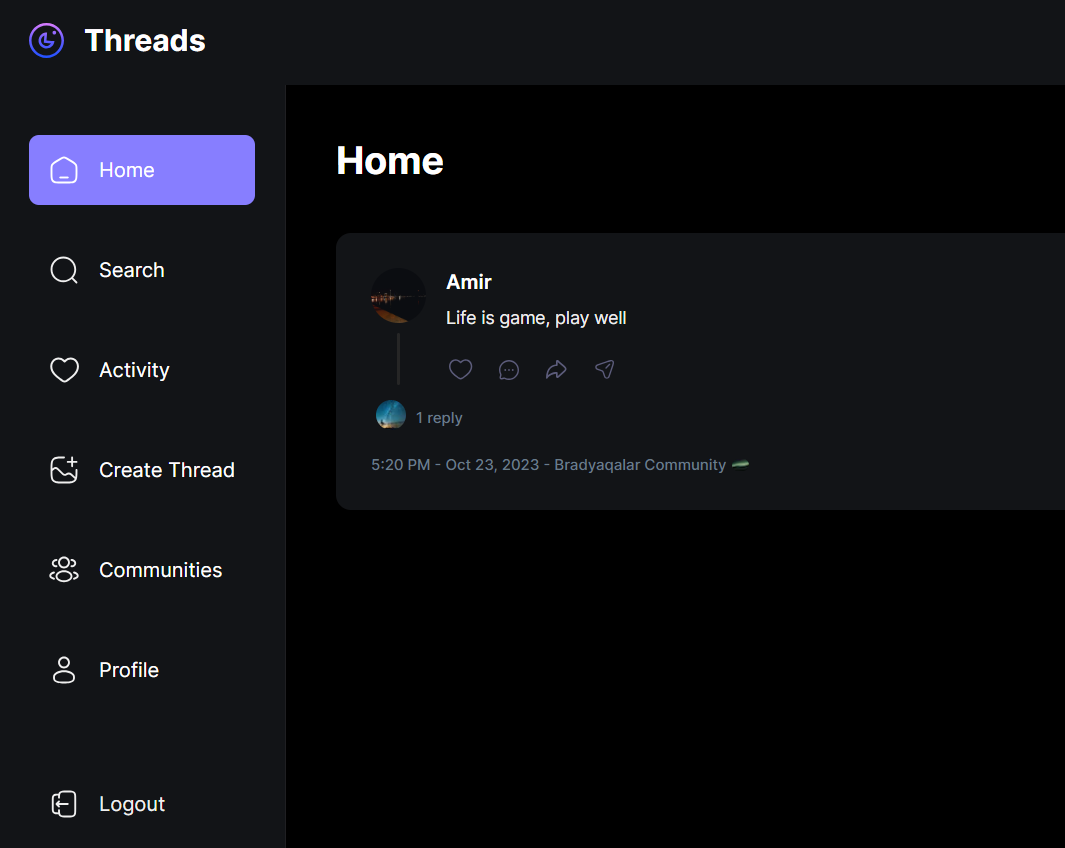 Threads
Home
Search
Activity
Create Thread
Communities
Profile
Logout
Home
Amir
Life is game, play well
1 reply
5:20 PM - Oct 23, 2023 - Bradyaqalar Community